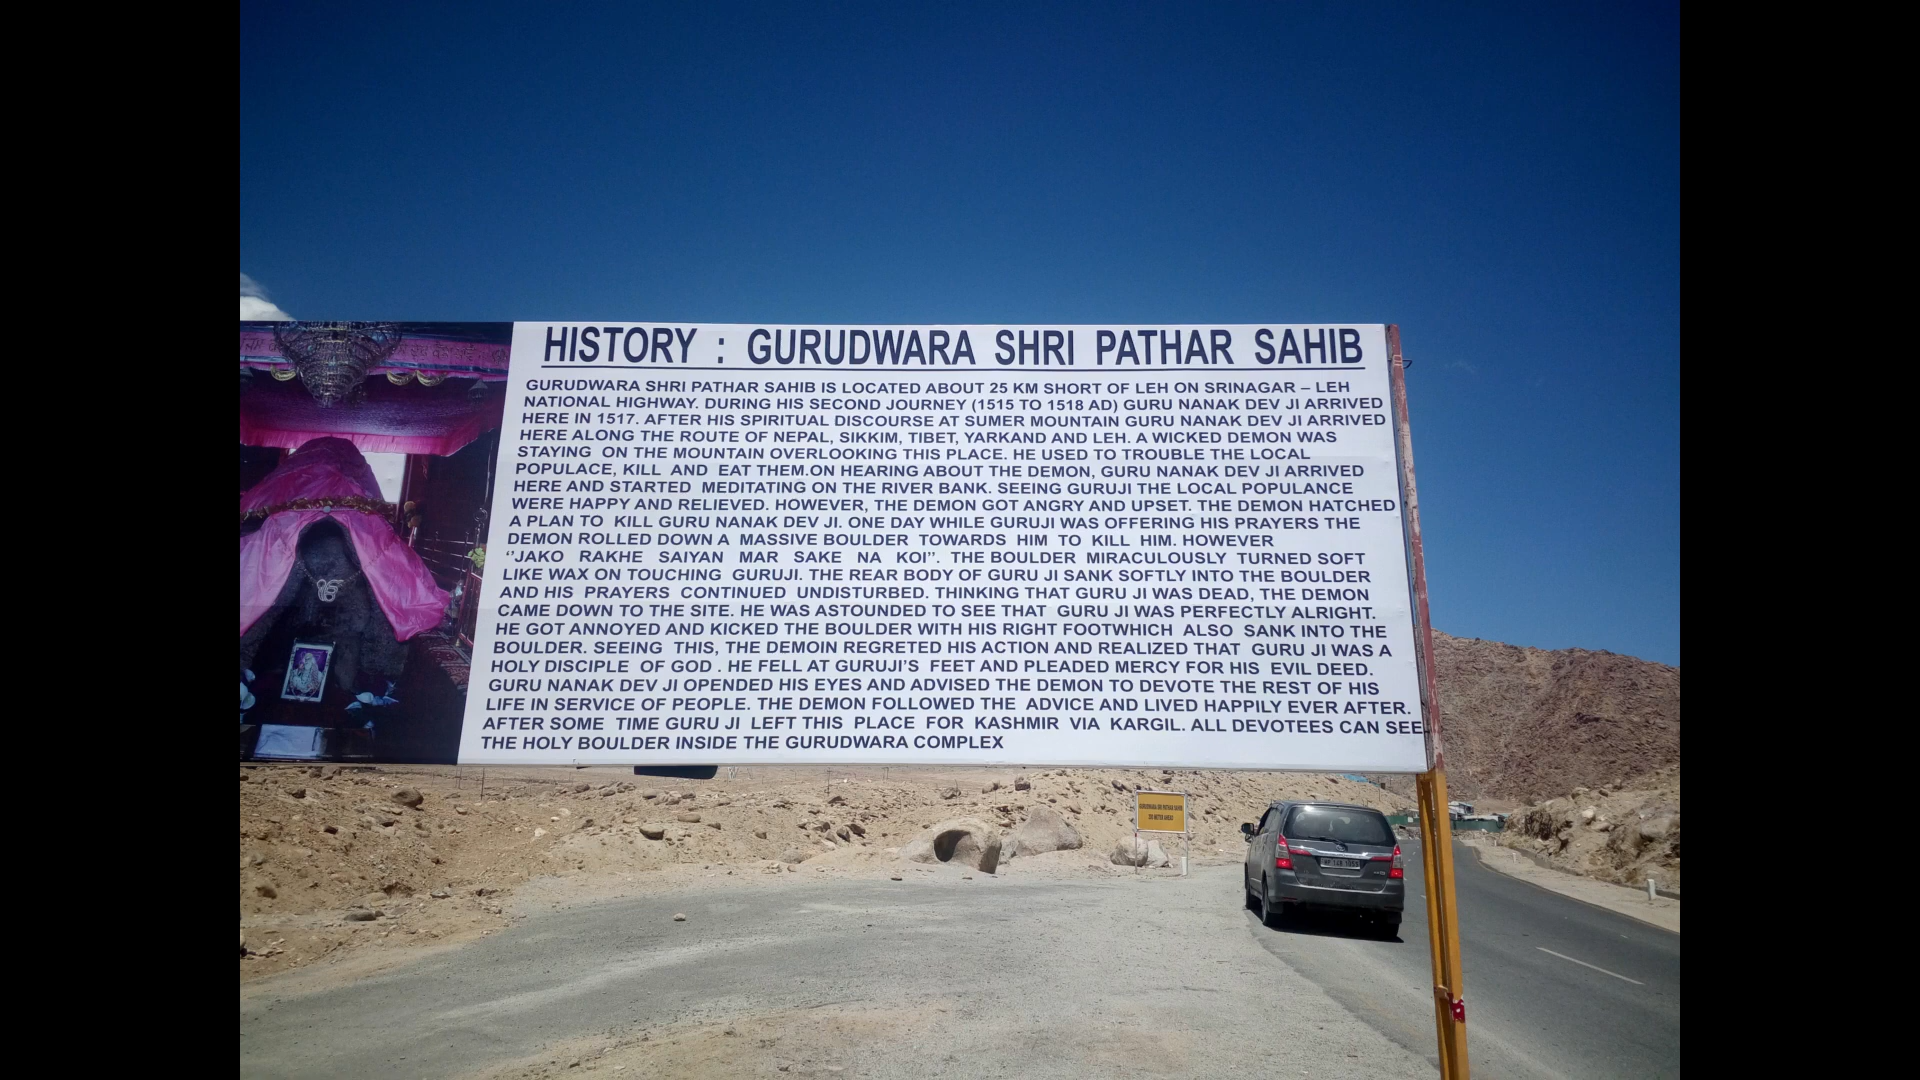 HISTORY : GURUDWARA SHRI PATHAR SAHIB
GURUDWARA SHRI PATHAR SAHIB IS LOCATED ABOUT 25 KM SHORT OF LEH ON SRINAGAR – LEH
NATIONAL HIGHWAY. DURING HIS SECOND JOURNEY (1515 TO 1518 AD) GURU NANAK DEV JI ARRIVED
HERE IN 1517. AFTER HIS SPIRITUAL DISCOURSE AT SUMER MOUNTAIN GURU NANAK DEV JI ARRIVED
HERE ALONG THE ROUTE OF NEPAL, SIKKIM, TIBET, YARKAND AND LEH. A WICKED DEMON WAS
STAYING ON THE MOUNTAIN OVERLOOKING THIS PLACE. HE USED TO TROUBLE THE LOCAL
POPULACE, KILL AND EAT THEM.ON HEARING ABOUT THE DEMON, GURU NANAK DEV JI ARRIVED
HERE AND STARTED MEDITATING ON THE RIVER BANK. SEEING GURUJI THE LOCAL POPULANCE
WERE HAPPY AND RELIEVED. HOWEVER, THE DEMON GOT ANGRY AND UPSET. THE DEMON HATCHED
A PLAN TO KILL GURU NANAK DEV JI. ONE DAY WHILE GURUJI WAS OFFERING HIS PRAYERS THE
DEMON ROLLED DOWN A MASSIVE BOULDER TOWARDS HIM TO KILL HIM. HOWEVER
‘’JAKO RAKHE SAIYAN MAR SAKE NA KOI’’. THE BOULDER MIRACULOUSLY TURNED SOFT
LIKE WAX ON TOUCHING GURUJI. THE REAR BODY OF GURU JI SANK SOFTLY INTO THE BOULDER
AND HIS PRAYERS CONTINUED UNDISTURBED. THINKING THAT GURU JI WAS DEAD, THE DEMON
CAME DOWN TO THE SITE. HE WAS ASTOUNDED TO SEE THAT GURU JI WAS PERFECTLY ALRIGHT.
HE GOT ANNOYED AND KICKED THE BOULDER WITH HIS RIGHT FOOTWHICH ALSO SANK INTO THE
BOULDER. SEEING THIS, THE DEMOIN REGRETED HIS ACTION AND REALIZED THAT GURU JI WAS A
HOLY DISCIPLE OF GOD . HE FELL AT GURUJI’S FEET AND PLEADED MERCY FOR HIS EVIL DEED.
GURU NANAK DEV JI OPENDED HIS EYES AND ADVISED THE DEMON TO DEVOTE THE REST OF HIS
LIFE IN SERVICE OF PEOPLE. THE DEMON FOLLOWED THE ADVICE AND LIVED HAPPILY EVER AFTER.
AFTER SOME TIME GURU JI LEFT THIS PLACE FOR KASHMIR VIA KARGIL. ALL DEVOTEES CAN SEE
THE HOLY BOULDER INSIDE THE GURUDWARA COMPLEX
ੴ
GURUDWARA SRI PATHAR SAHIB